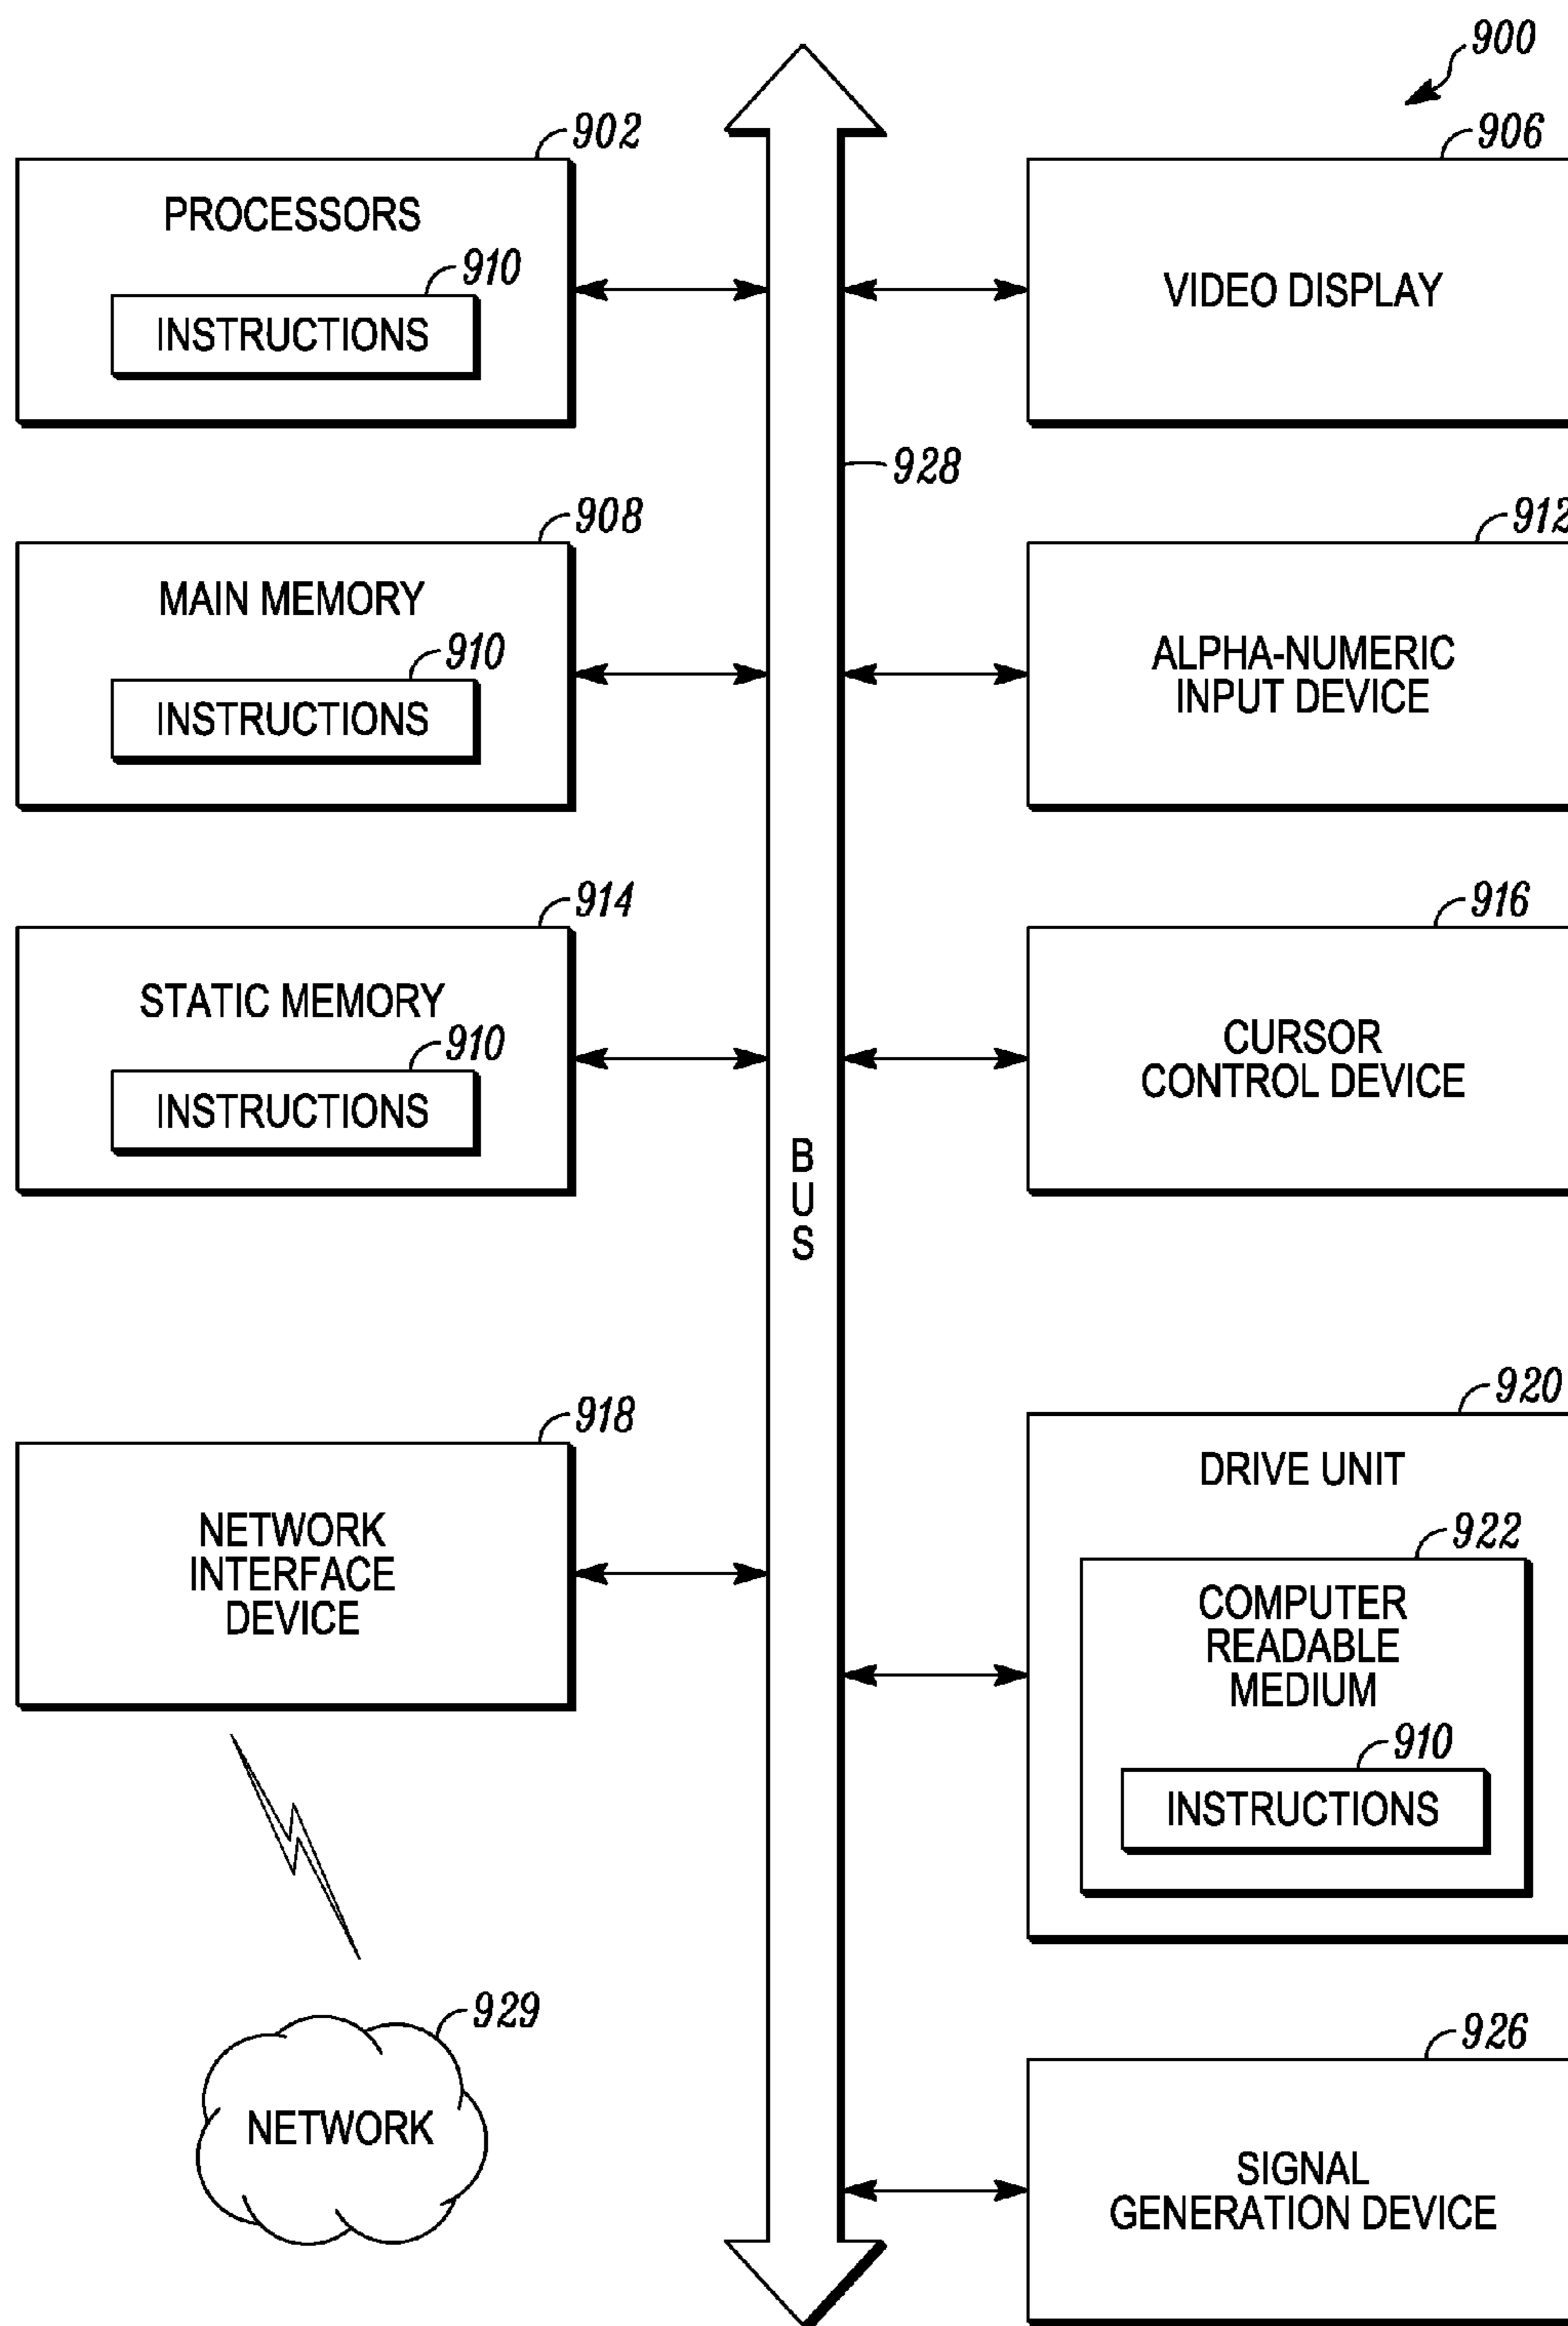 900
902
PROCESSORS
910
INSTRUCTIONS
906
VIDEO DISPLAY
928
908
MAIN MEMORY
910
INSTRUCTIONS
912
ALPHA-NUMERIC
INPUT DEVICE
914
STATIC MEMORY
910
INSTRUCTIONS
916
CURSOR
CONTROL DEVICE
BUS
918
NETWORK
INTERFACE
DEVICE
920
DRIVE UNIT
922
COMPUTER
READABLE
MEDIUM
910
INSTRUCTIONS
929
NETWORK
926
SIGNAL
GENERATION DEVICE